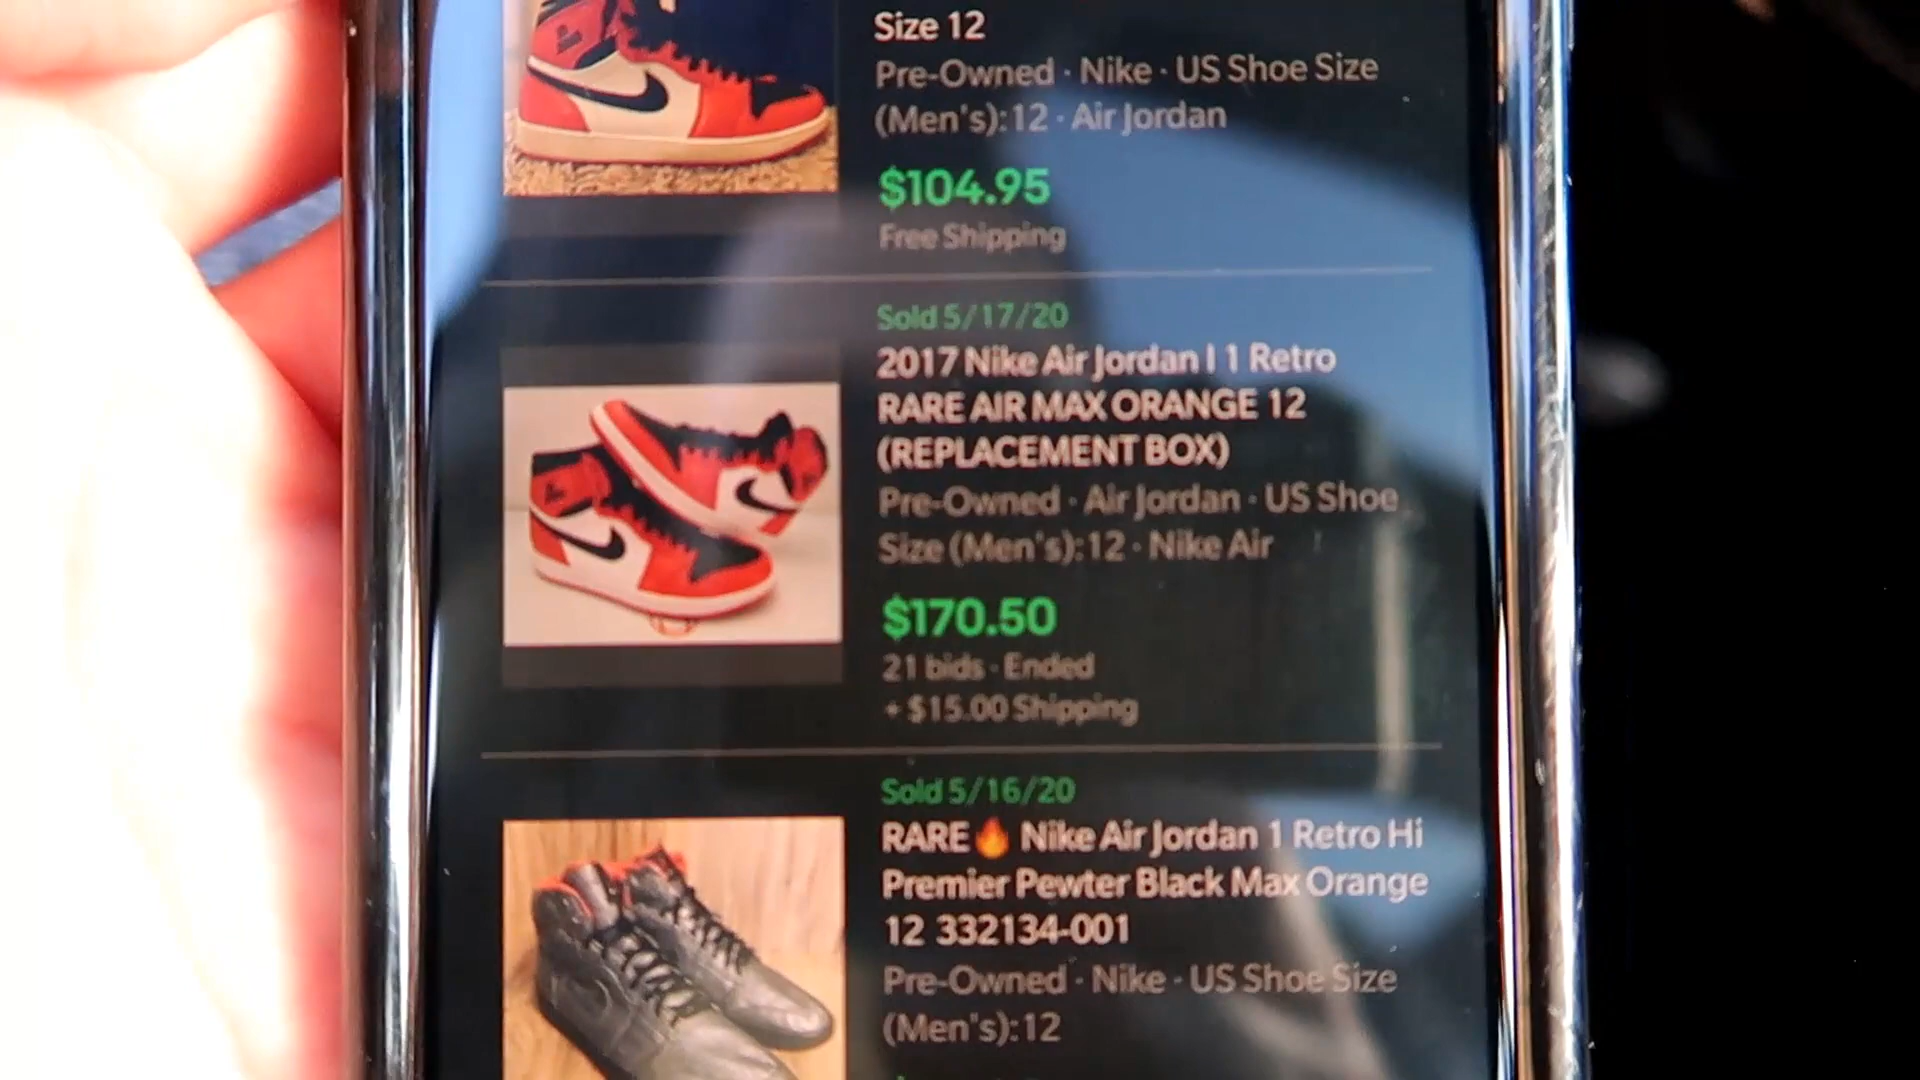 Size 12
Pre-Owned · Nike · US Shoe Size
(Men's):12 · Air Jordan
$104.95
Free Shipping
Sold 5/17/20
2017 Nike Air Jordan I 1 Retro
RARE AIR MAX ORANGE 12
(REPLACEMENT BOX)
Pre-Owned · Air Jordan · US Shoe
Size (Men's):12 · Nike Air
$170.50
21 bids · Ended
+ $15.00 Shipping
Sold 5/16/20
RARE🔥 Nike Air Jordan 1 Retro Hi
Premier Pewter Black Max Orange
12 332134-001
Pre-Owned · Nike · US Shoe Size
(Men's):12